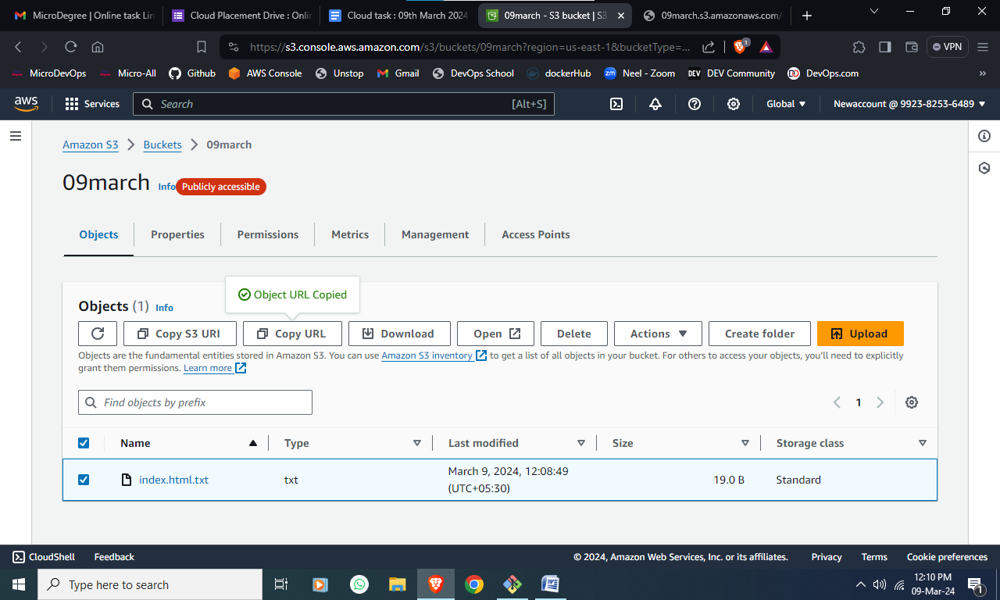 MicroDegree | Online task Lin
Cloud Placement Drive : Onlin
Cloud task : 09th March 2024
09march - S3 bucket | S3
09march.s3.amazonaws.com/i
https://s3.console.aws.amazon.com/s3/buckets/09march?region=us-east-1&bucketType=...
1
VPN
MicroDevOps
Micro-All
Github
AWS Console
Unstop
Gmail
DevOps School
dockerHub
zm Neel - Zoom
DEV DEV Community
DevOps.com
»
aws
Services
Search [Alt+S]
Global
Newaccount @ 9923-8253-6489
Amazon S3 > Buckets > 09march
09march Info Publicly accessible
Objects Properties Permissions Metrics Management Access Points
Object URL Copied
Objects (1) Info
Copy S3 URI Copy URL Download Open Delete Actions Create folder Upload
Objects are the fundamental entities stored in Amazon S3. You can use Amazon S3 inventory to get a list of all objects in your bucket. For others to access your objects, you'll need to explicitly
grant them permissions. Learn more
Find objects by prefix
1
Name Type Last modified Size Storage class
index.html.txt txt March 9, 2024, 12:08:49 19.0 B Standard
(UTC+05:30)
CloudShell Feedback © 2024, Amazon Web Services, Inc. or its affiliates. Privacy Terms Cookie preferences
Type here to search
12:10 PM
09-Mar-24
1